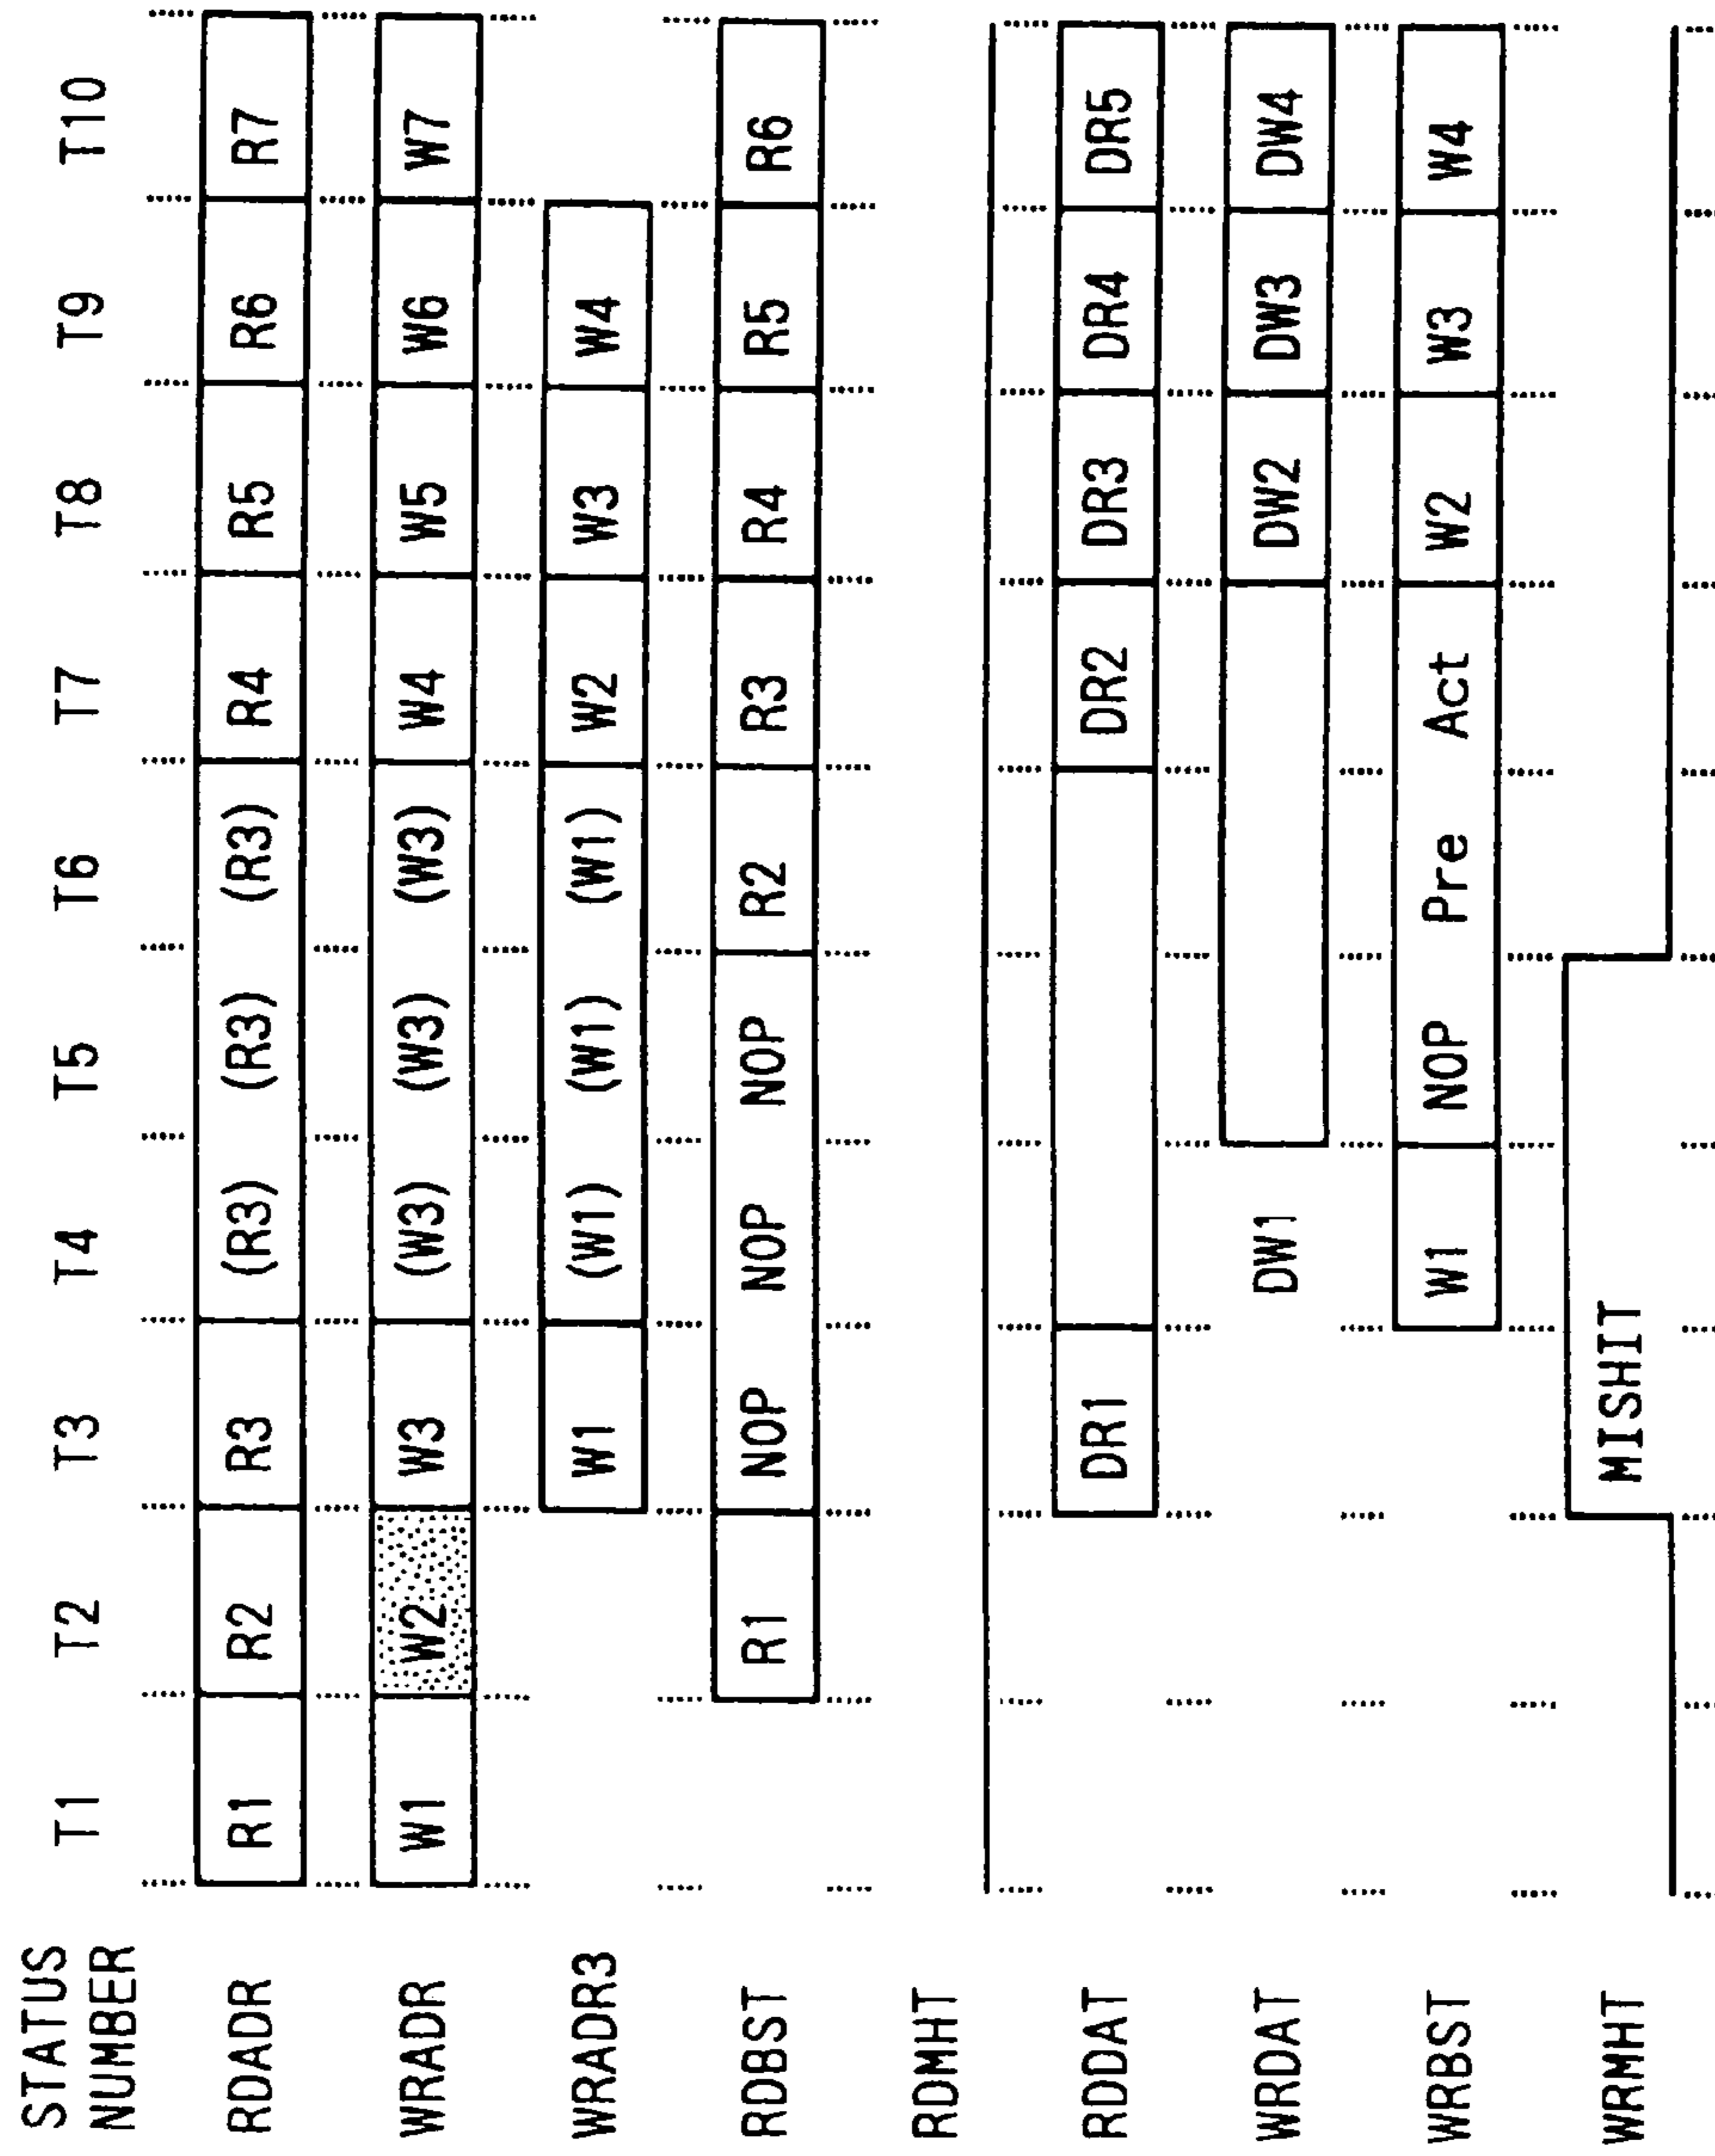 STATUS NUMBER T1 T2 T3 T4 T5 T6 T7 T8 T9 T10
RDADR R1 R2 R3 (R3) (R3) (R3) R4 R5 R6 R7
WRADR W1 W2 W3 (W3) (W3) (W3) W4 W5 W6 W7
WRADR3 W1 (W1) (W1) (W1) W2 W3 W4
RDBST R1 NOP NOP NOP R2 R3 R4 R5 R6
RDMHT
RDDAT DR1 DR2 DR3 DR4 DR5
WRDAT DW1 DW2 DW3 DW4
WRBST W1 NOP Pre Act W2 W3 W4
WRMHT MISHIT